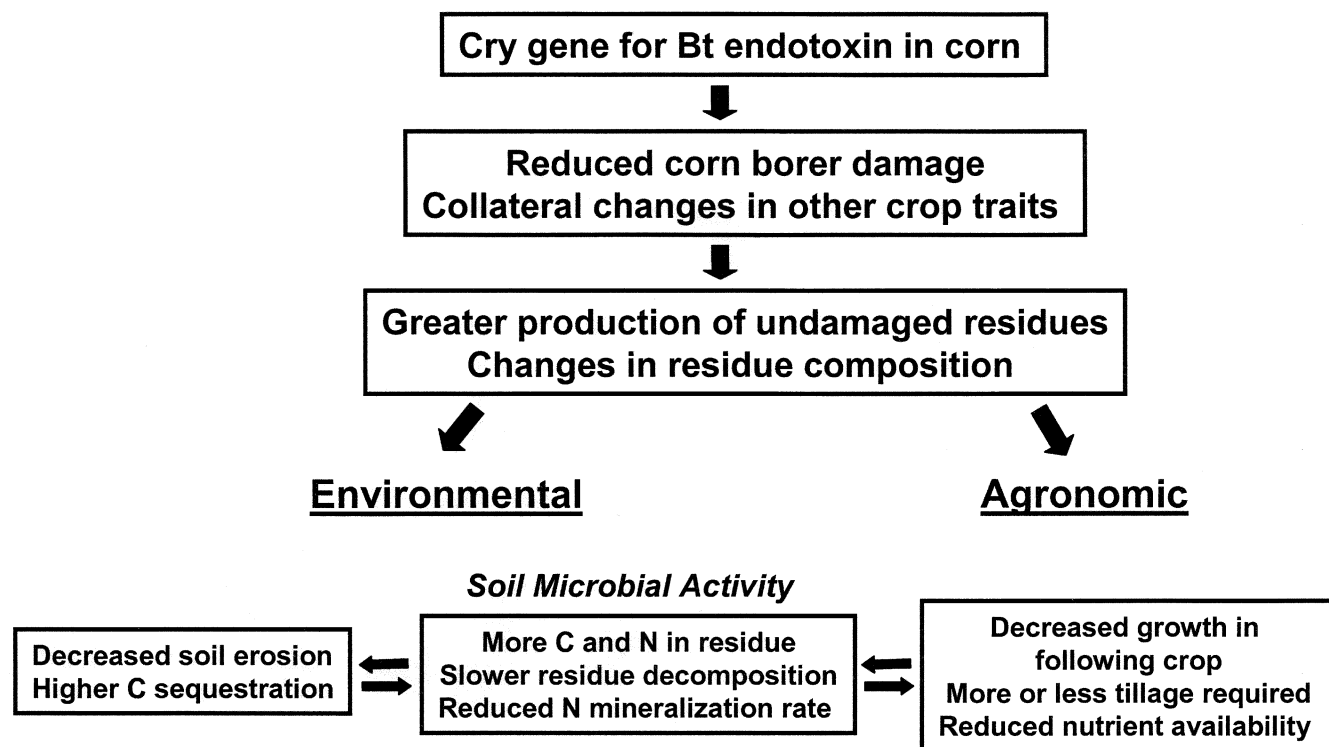 Cry gene for Bt endotoxin in corn
Reduced corn borer damage
Collateral changes in other crop traits
Greater production of undamaged residues
Changes in residue composition
Environmental
Agronomic
Soil Microbial Activity
Decreased soil erosion
Higher C sequestration
More C and N in residue
Slower residue decomposition
Reduced N mineralization rate
Decreased growth in
following crop
More or less tillage required
Reduced nutrient availability